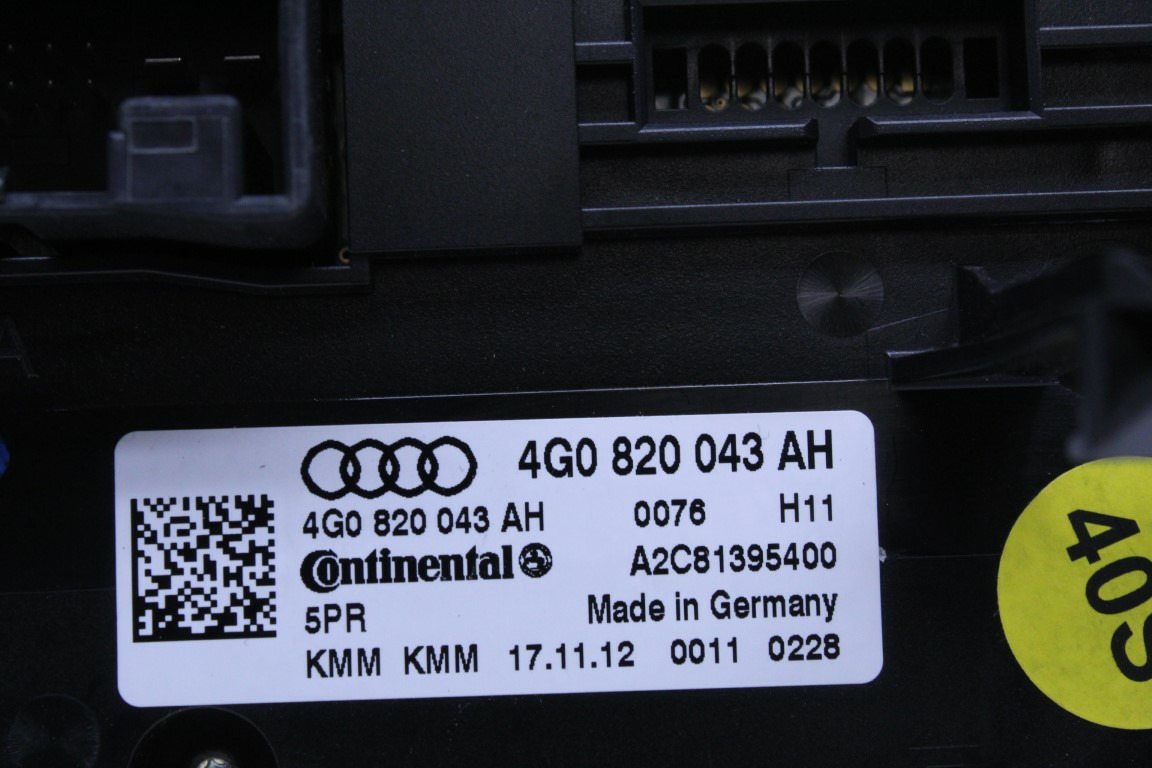 4G0 820 043 AH
4G0 820 043 AH 0076 H11
Continental A2C81395400
5PR Made in Germany
KMM KMM 17.11.12 0011 0228